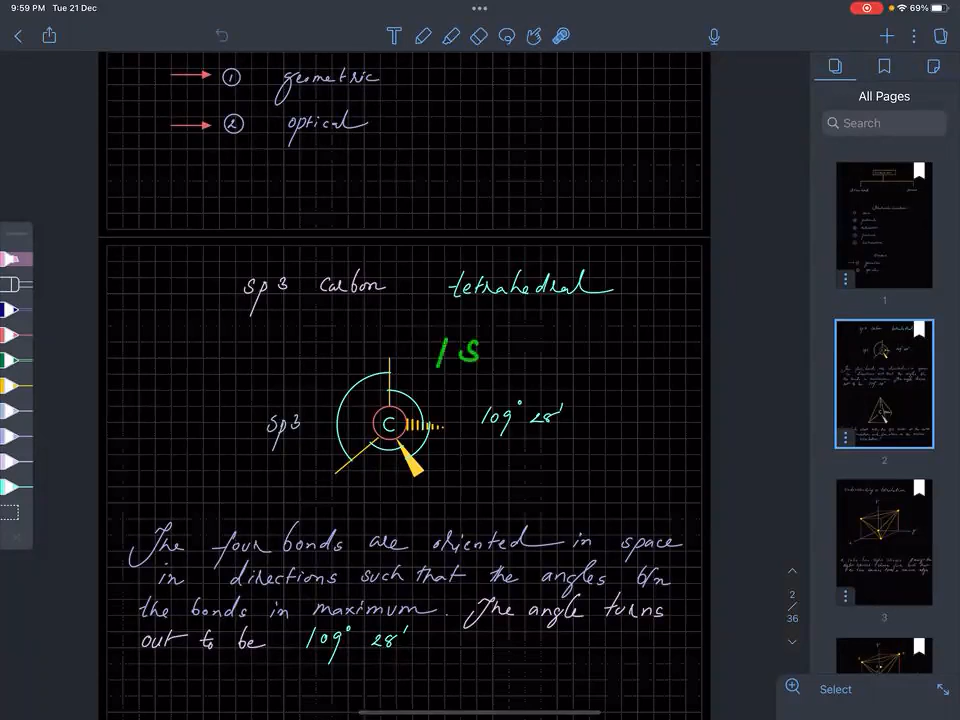 9:59 PM Tue 21 Dec
69%
All Pages
Search
→ 1 geometric
→ 2 optical
sp3 carbon tetrahedral
1 S
sp3 C 109° 28'
The four bonds are oriented in space
in directions such that the angles b/n
the bonds in maximum. The angle turns
out to be 109° 28'
1
2
3
2
/
36
Select